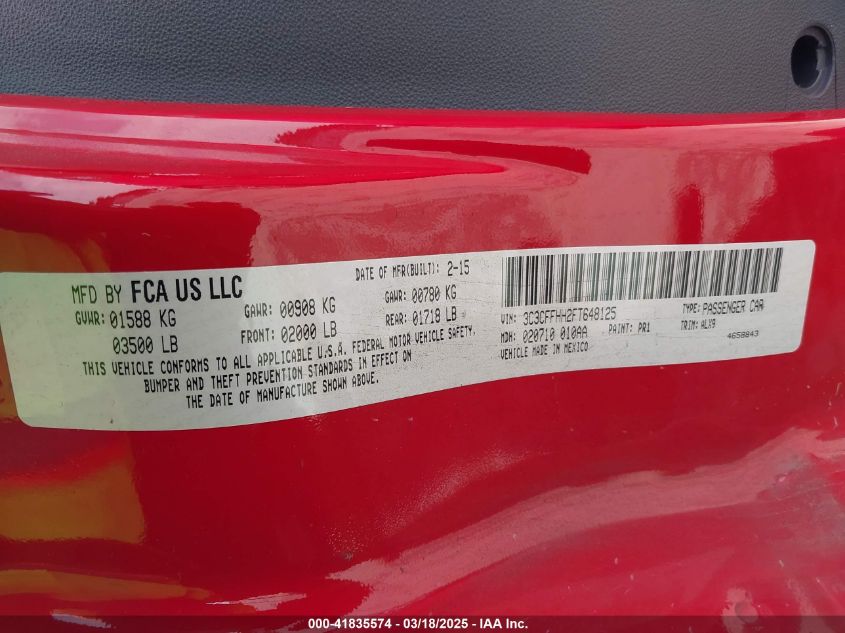 MFD BY FCA US LLC
DATE OF MFR(BUILT): 2-15
GVWR: 01588 KG
03500 LB
GAWR: 00908 KG
FRONT: 02000 LB
GAWR: 00780 KG
REAR: 01718 LB
THIS VEHICLE CONFORMS TO ALL APPLICABLE U.S.A. FEDERAL MOTOR VEHICLE SAFETY,
BUMPER AND THEFT PREVENTION STANDARDS IN EFFECT ON
THE DATE OF MANUFACTURE SHOWN ABOVE.
VIN: 3C3CFFHH2FT648125
TYPE: PASSENGER CAR
MDH: 020710 010AA
PAINT: PR1
TRIM: ALX9
VEHICLE MADE IN MEXICO
4658843
000-41835574 — 03/18/2025 — IAA Inc.